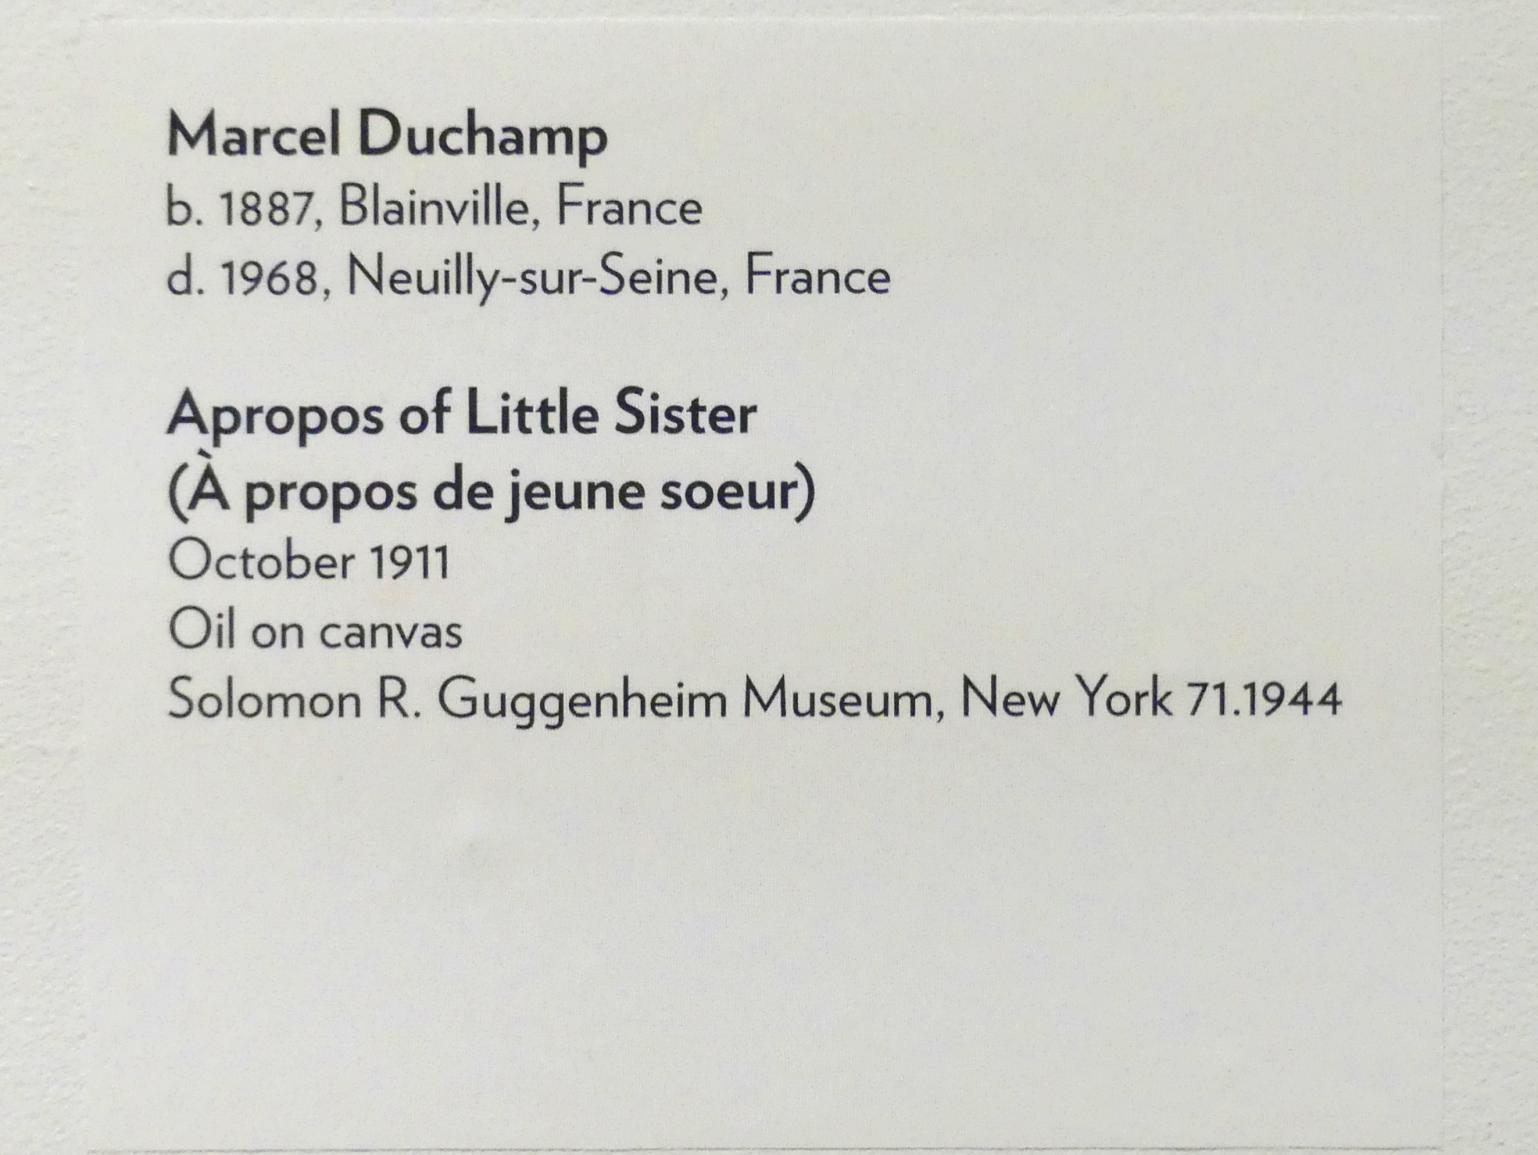 Marcel Duchamp
b. 1887, Blainville, France
d. 1968, Neuilly-sur-Seine, France
Apropos of Little Sister
(À propos de jeune soeur)
October 1911
Oil on canvas
Solomon R. Guggenheim Museum, New York 71.1944